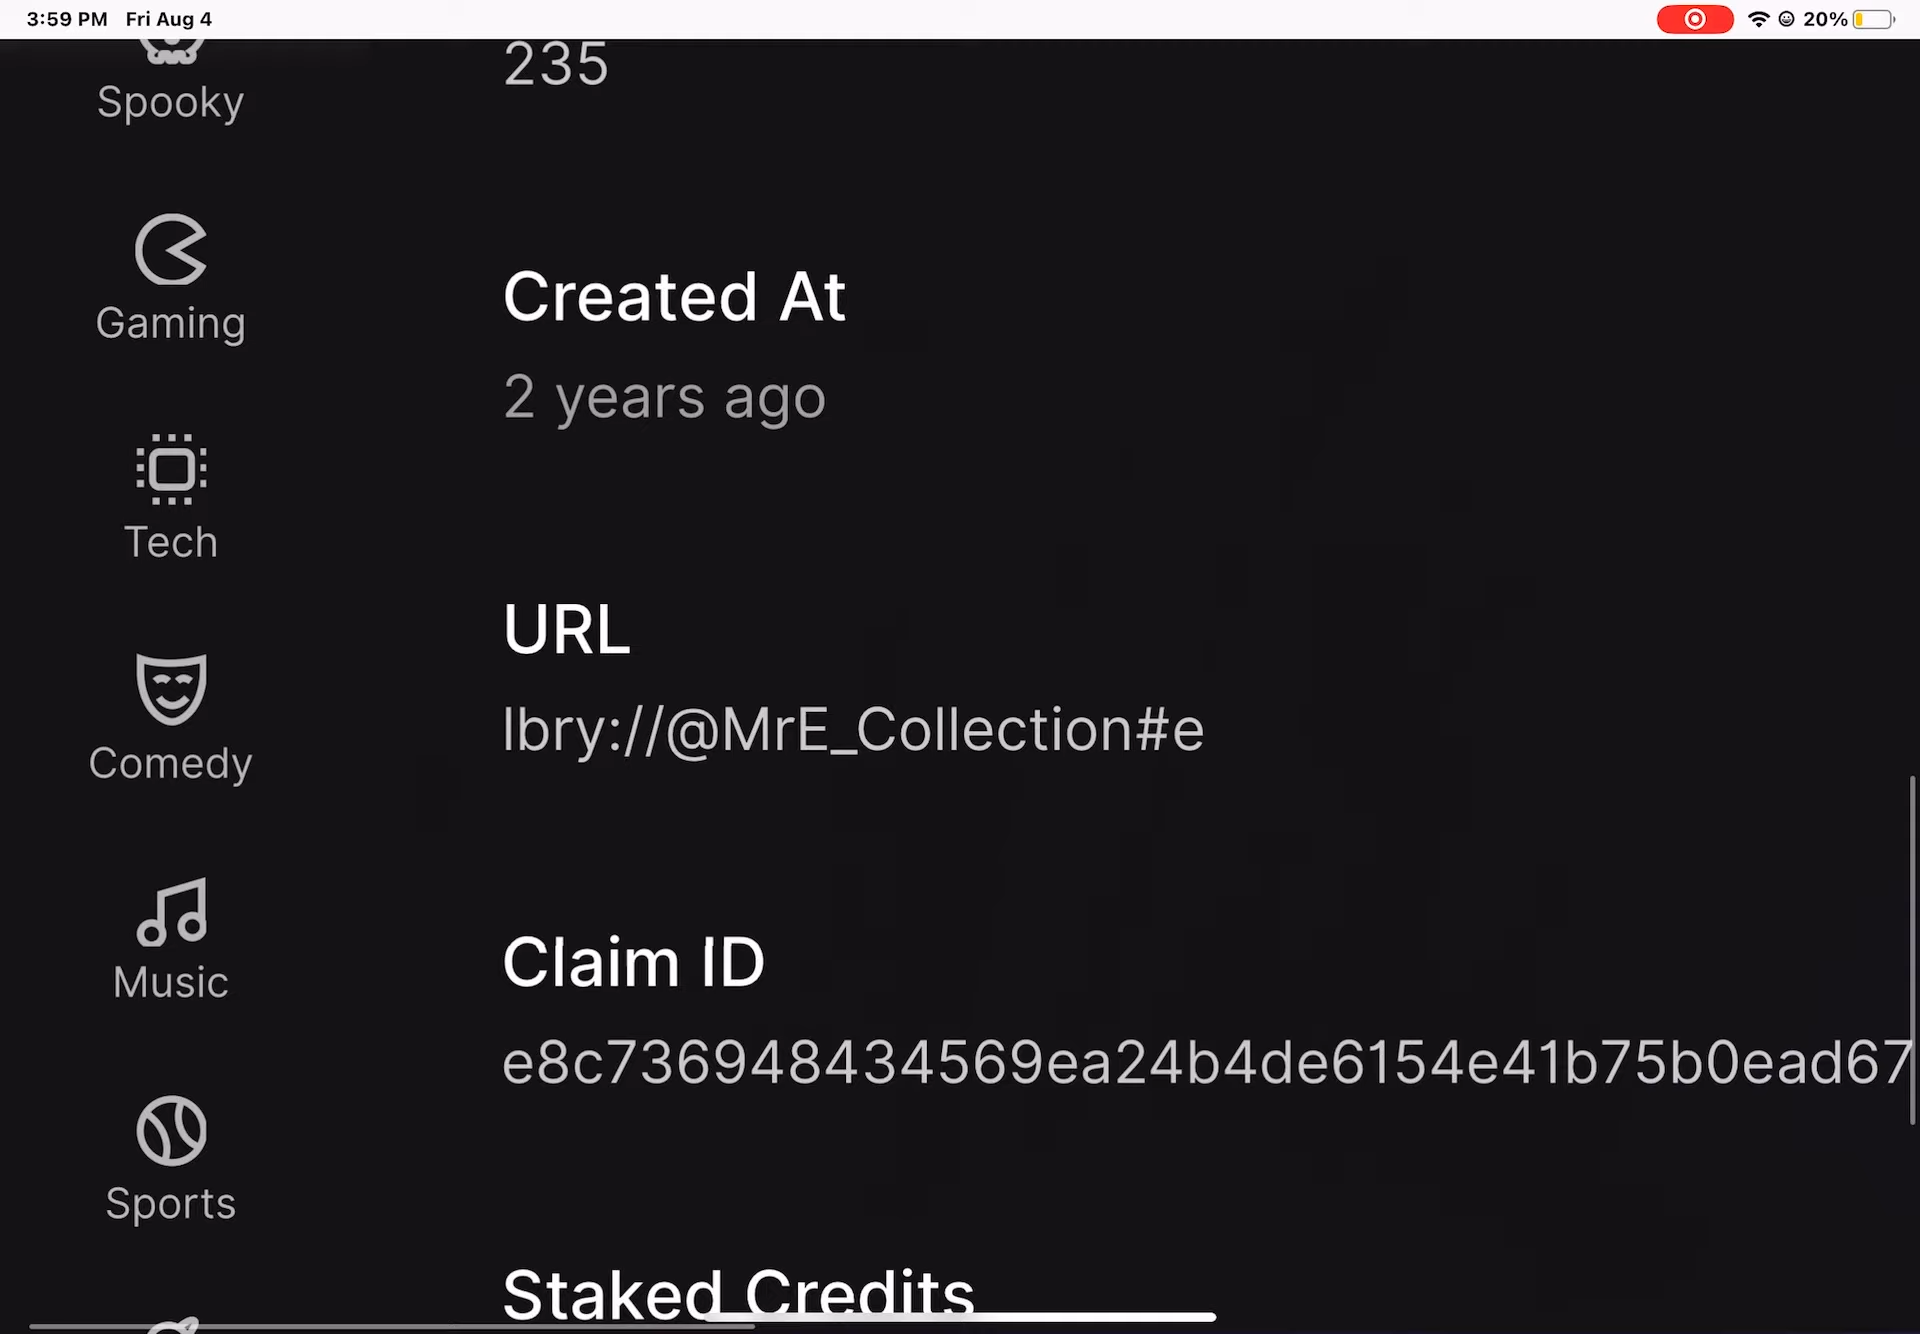 3:59 PM Fri Aug 4
20%
Spooky
Gaming
Tech
Comedy
Music
Sports
235
Created At
2 years ago
URL
lbry://@MrE_Collection#e
Claim ID
e8c736948434569ea24b4de6154e41b75b0ead67
Staked Credits